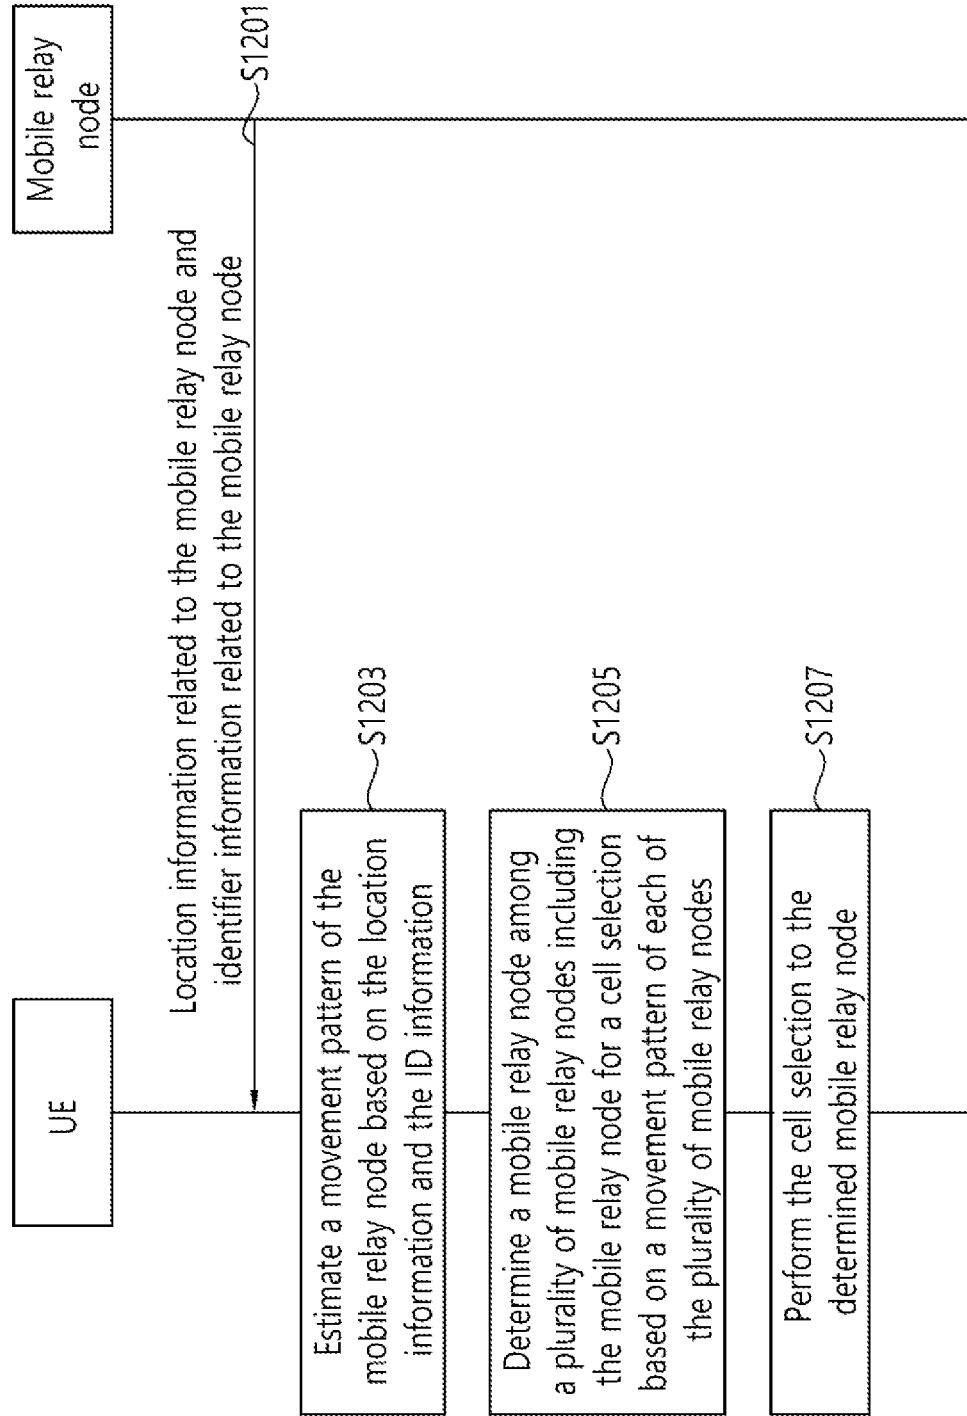 UE
Mobile relay
node
Location information related to the mobile relay node and
identifier information related to the mobile relay node
S1201
Estimate a movement pattern of the
mobile relay node based on the location
information and the ID information
S1203
Determine a mobile relay node among
a plurality of mobile relay nodes including
the mobile relay node for a cell selection
based on a movement pattern of each of
the plurality of mobile relay nodes
S1205
Perform the cell selection to the
determined mobile relay node
S1207